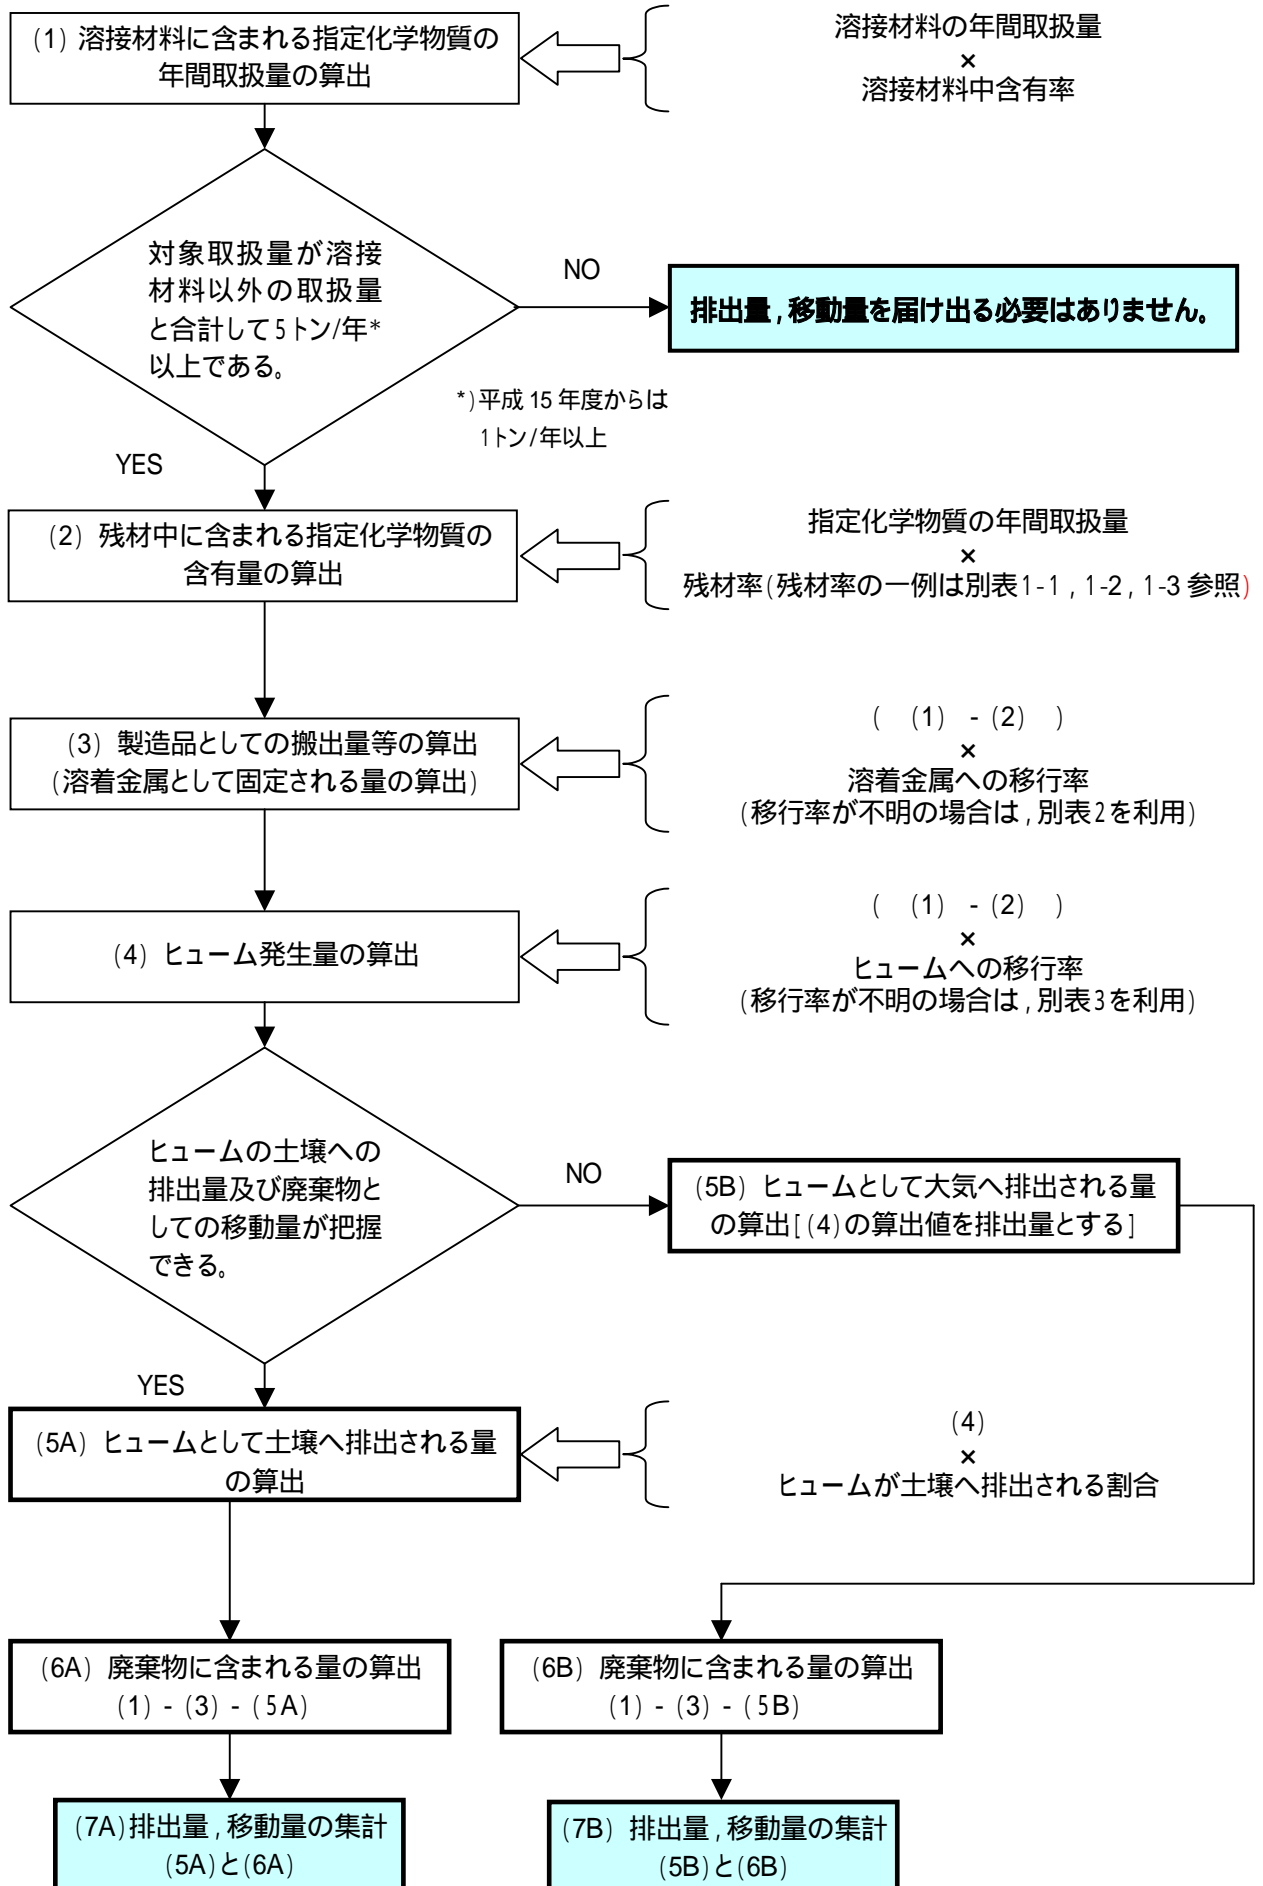 (1) 溶接材料に含まれる指定化学物質の
年間取扱量の算出
溶接材料の年間取扱量
×
溶接材料中含有率
対象取扱量が溶接
材料以外の取扱量
と合計して5トン/年*
以上である。
NO
排出量,移動量を届け出る必要はありません。
*)平成 15 年度からは
1トン/年以上
YES
(2) 残材中に含まれる指定化学物質の
含有量の算出
指定化学物質の年間取扱量
×
残材率(残材率の一例は別表1-1 , 1-2 , 1-3 参照)
(3) 製造品としての搬出量等の算出
(溶着金属として固定される量の算出)
( (1) - (2) )
×
溶着金属への移行率
(移行率が不明の場合は,別表2を利用)
(4) ヒューム発生量の算出
( (1) - (2) )
×
ヒュームへの移行率
(移行率が不明の場合は,別表3を利用)
ヒュームの土壌への
排出量及び廃棄物と
しての移動量が把握
できる。
NO
(5B) ヒュームとして大気へ排出される量
の算出[(4)の算出値を排出量とする]
YES
(5A) ヒュームとして土壌へ排出される量
の算出
(4)
×
ヒュームが土壌へ排出される割合
(6A) 廃棄物に含まれる量の算出
(1) - (3) - (5A)
(6B) 廃棄物に含まれる量の算出
(1) - (3) - (5B)
(7A)排出量,移動量の集計
(5A)と(6A)
(7B) 排出量,移動量の集計
(5B)と(6B)